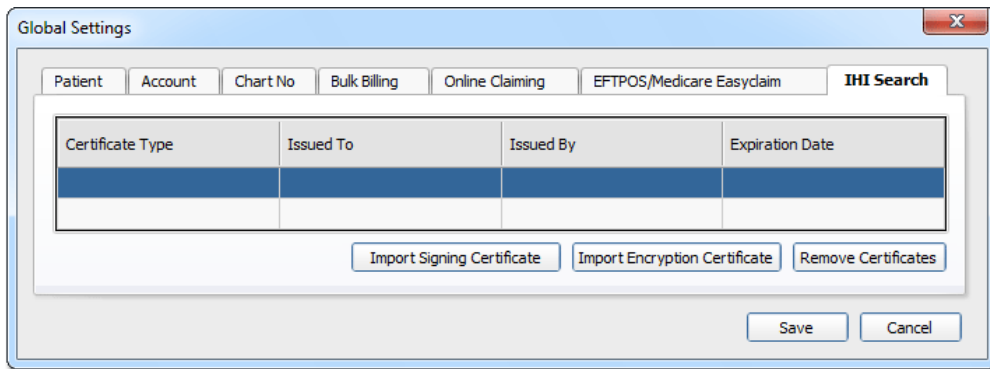 Global Settings
x
Patient Account Chart No Bulk Billing Online Claiming EFTPOS/Medicare Easyclaim IHI Search
Certificate Type Issued To Issued By Expiration Date
Import Signing Certificate Import Encryption Certificate Remove Certificates
Save Cancel